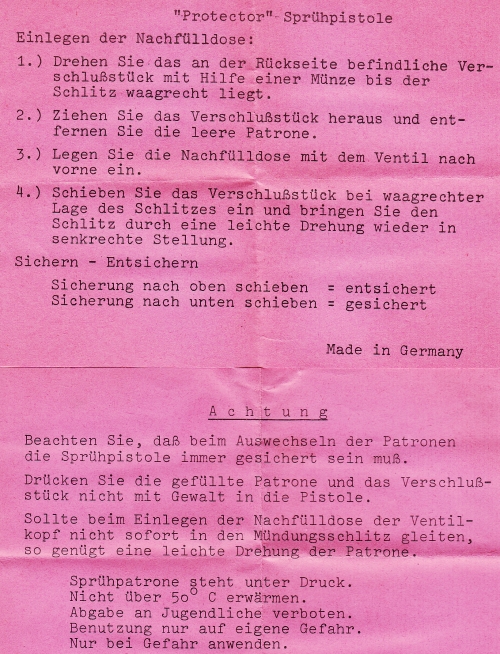 "Protector" Sprühpistole
Einlegen der Nachfülldose:
1.) Drehen Sie das an der Rückseite befindliche Ver-
schlußstück mit Hilfe einer Münze bis der
Schlitz waagrecht liegt.
2.) Ziehen Sie das Verschlußstück heraus und ent-
fernen Sie die leere Patrone.
3.) Legen Sie die Nachfülldose mit dem Ventil nach
vorne ein.
4.) Schieben Sie das Verschlußstück bei waagrechter
Lage des Schlitzes ein und bringen Sie den
Schlitz durch eine leichte Drehung wieder in
senkrechte Stellung.
Sichern - Entsichern
Sicherung nach oben schieben = entsichert
Sicherung nach unten schieben = gesichert
Made in Germany
A c h t u n g
Beachten Sie, daß beim Auswechseln der Patronen
die Sprühpistole immer gesichert sein muß.
Drücken Sie die gefüllte Patrone und das Verschluß-
stück nicht mit Gewalt in die Pistole.
Sollte beim Einlegen der Nachfülldose der Ventil-
kopf nicht sofort in den Mündungsschlitz gleiten,
so genügt eine leichte Drehung der Patrone.
Sprühpatrone steht unter Druck.
Nicht über 50° C erwärmen.
Abgabe an Jugendliche verboten.
Benutzung nur auf eigene Gefahr.
Nur bei Gefahr anwenden.